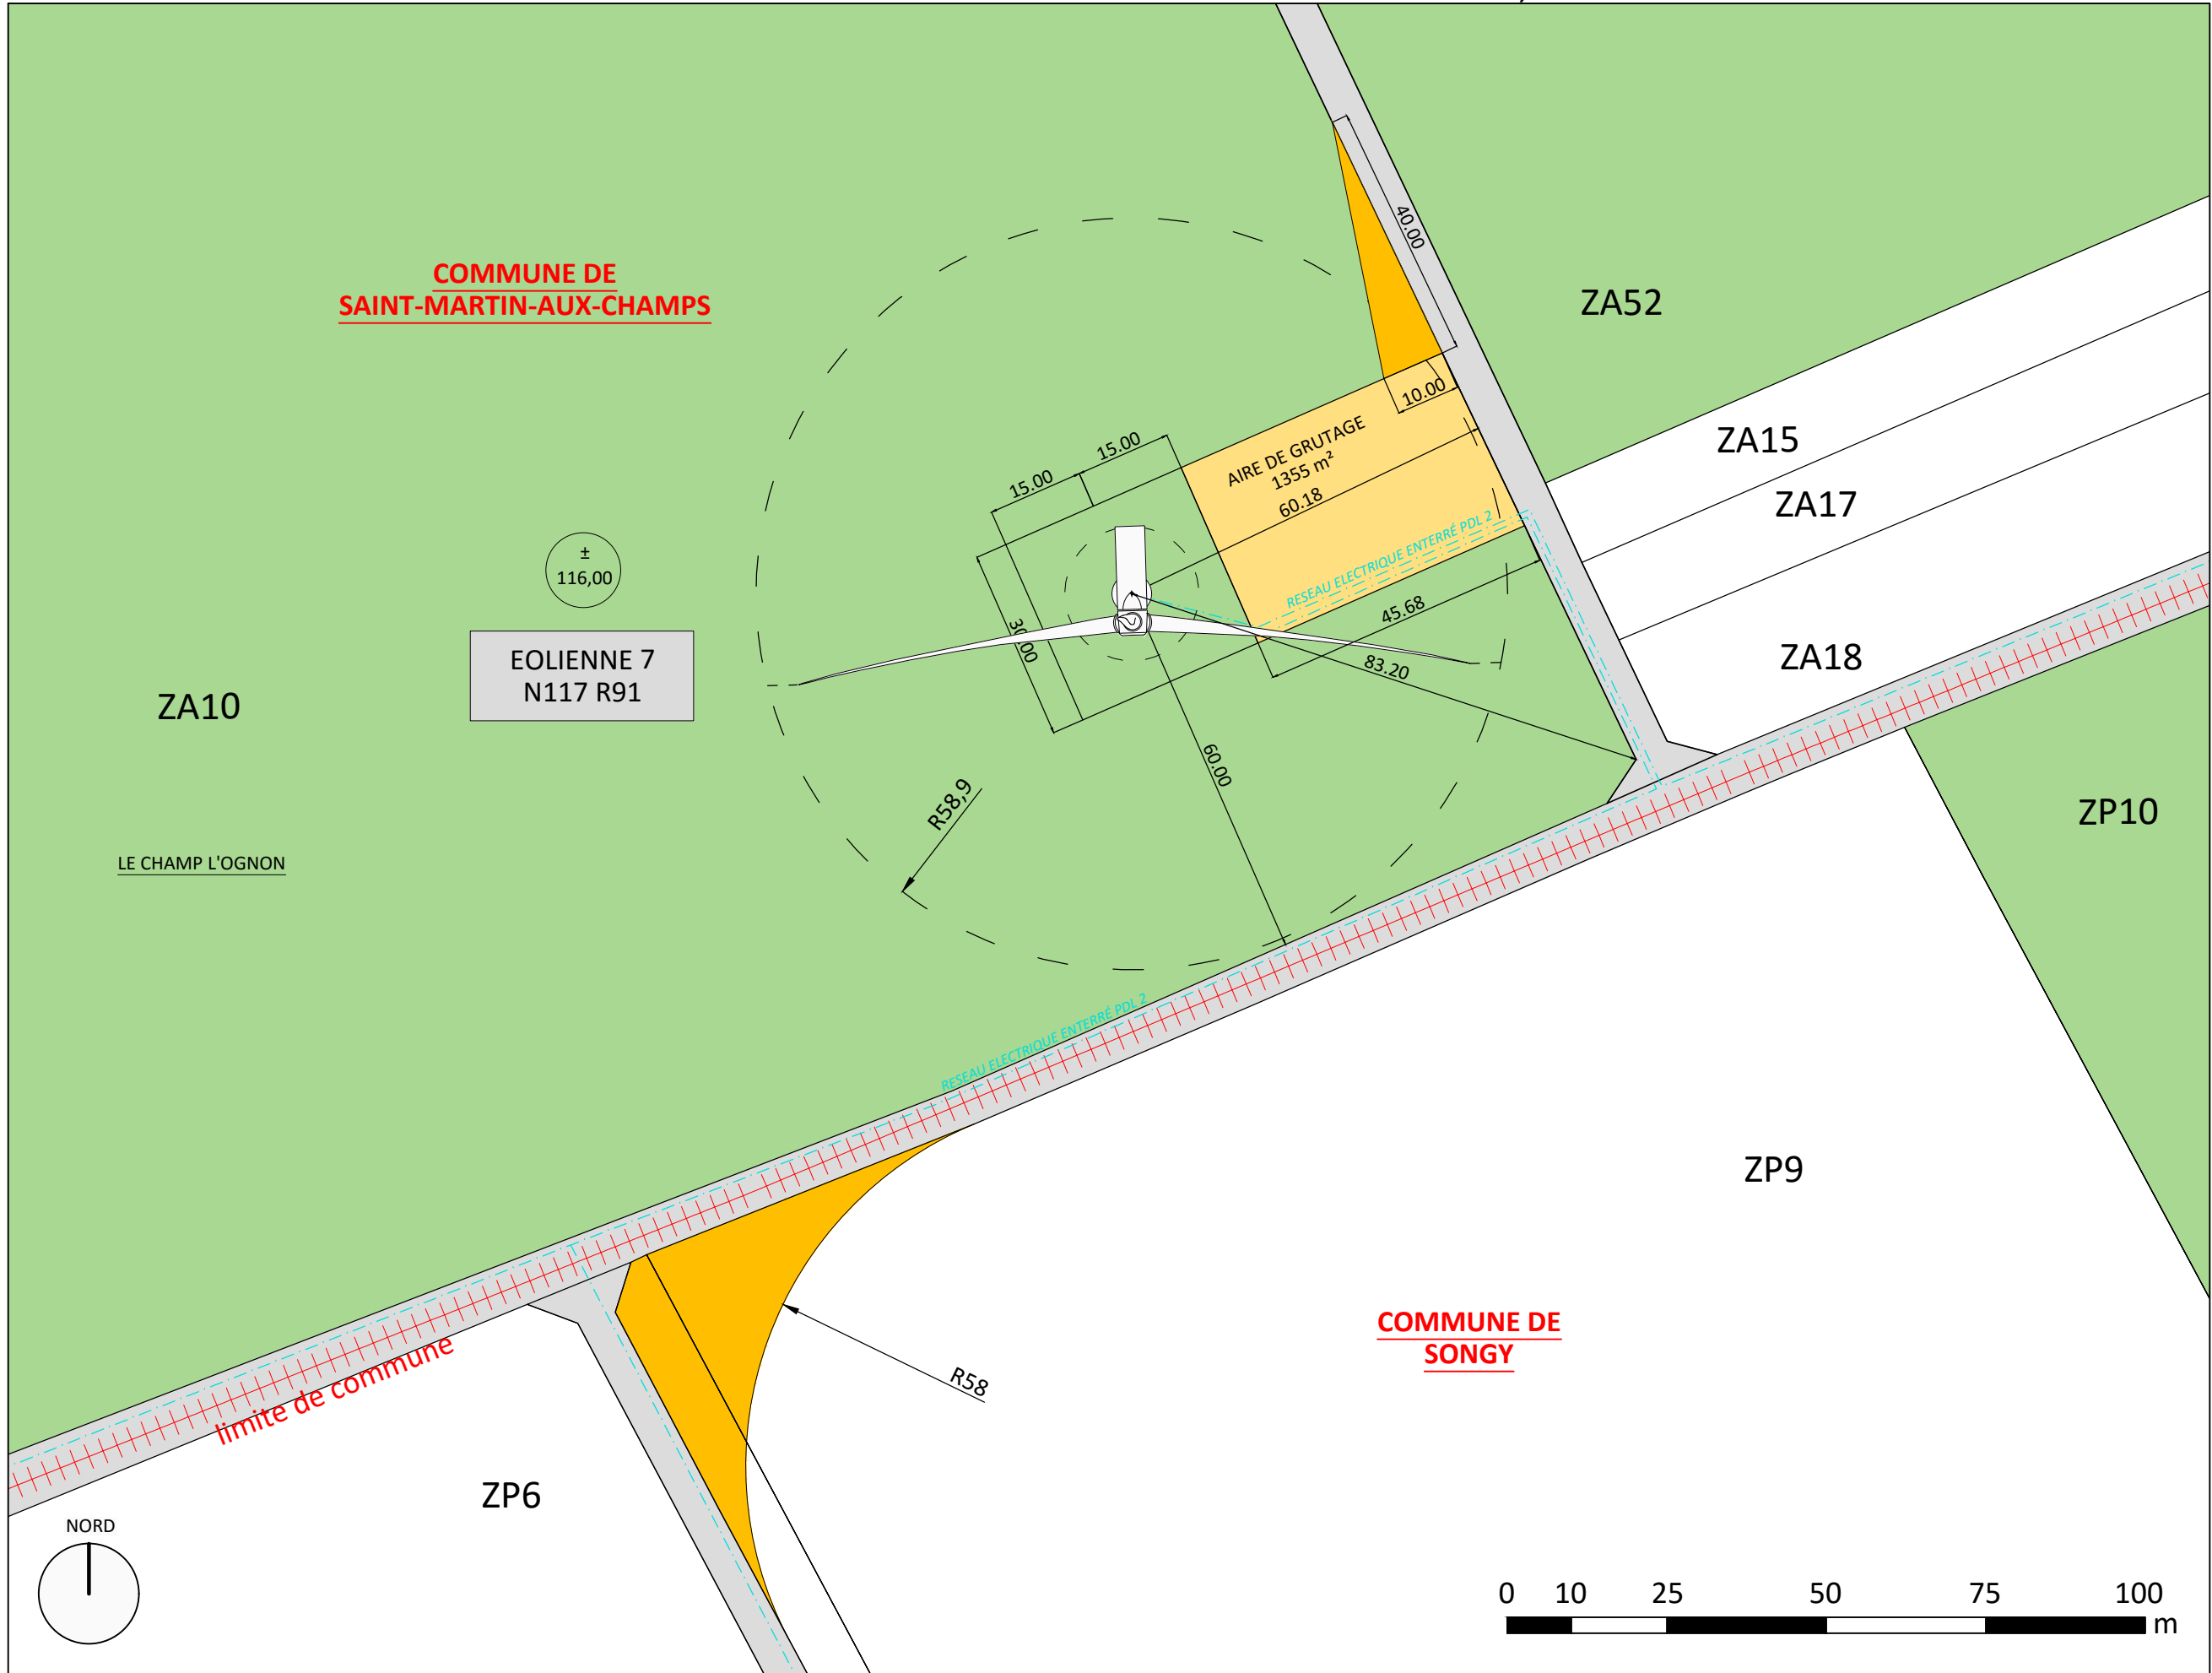 COMMUNE DE
SAINT-MARTIN-AUX-CHAMPS
40.00
ZA52
10.00
ZA15
AIRE DE GRUTAGE
1355 m²
60.18
15.00
15.00
ZA17
RESEAU ELECTRIQUE ENTERRÉ PDL 2
±
116,00
45.68
30.00
EOLIENNE 7
N117 R91
83.20
ZA18
ZA10
60.00
R58,9
ZP10
LE CHAMP L'OGNON
RESEAU ELECTRIQUE ENTERRÉ PDL 2
ZP9
COMMUNE DE
SONGY
limite de commune
R58
ZP6
NORD
0 10 25 50 75 100
m